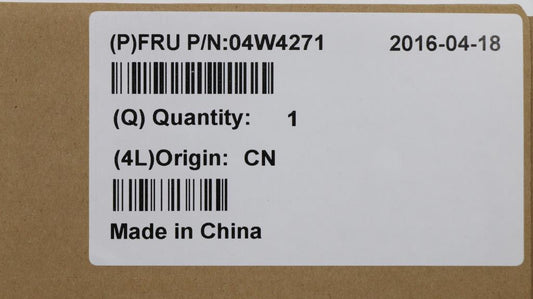 (P)FRU P/N:04W4271 2016-04-18
(Q) Quantity: 1
(4L)Origin: CN
Made in China